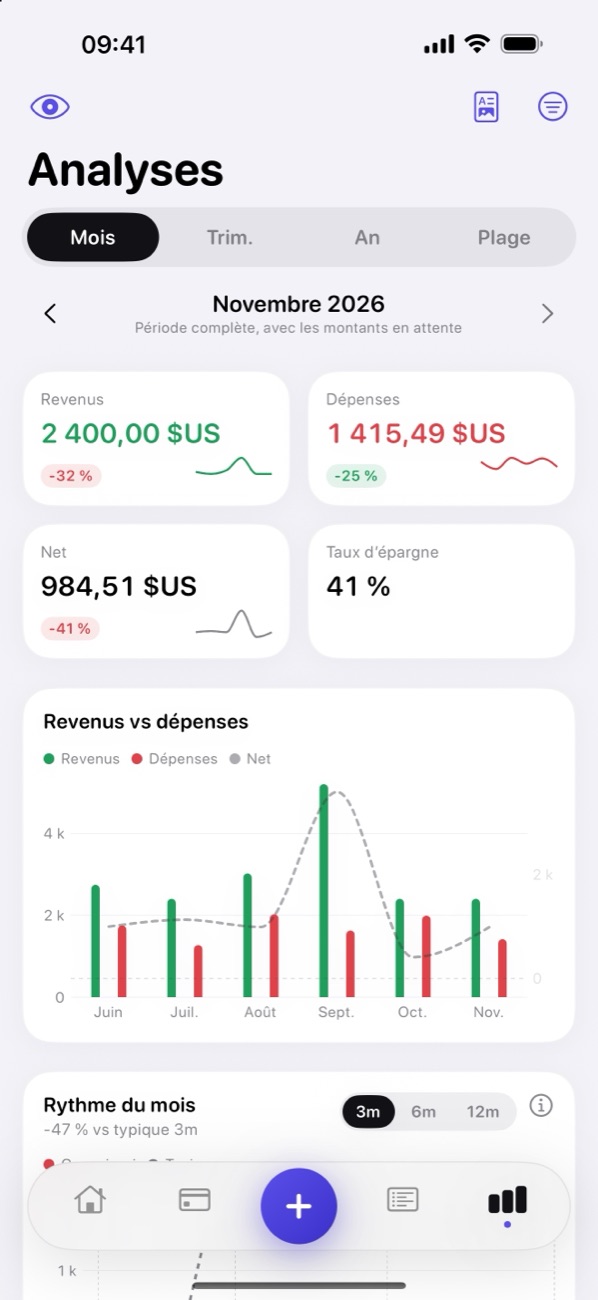 09:41
Analyses
Mois Trim. An Plage
Novembre 2026
Période complète, avec les montants en attente
Revenus
2 400,00 $US
-32 %
Dépenses
1 415,49 $US
-25 %
Net
984,51 $US
-41 %
Taux d'épargne
41 %
Revenus vs dépenses
Revenus Dépenses Net
4 k
2 k
2 k
0
0
Juin Juil. Août Sept. Oct. Nov.
Rythme du mois
-47 % vs typique 3m
3m 6m 12m
1 k